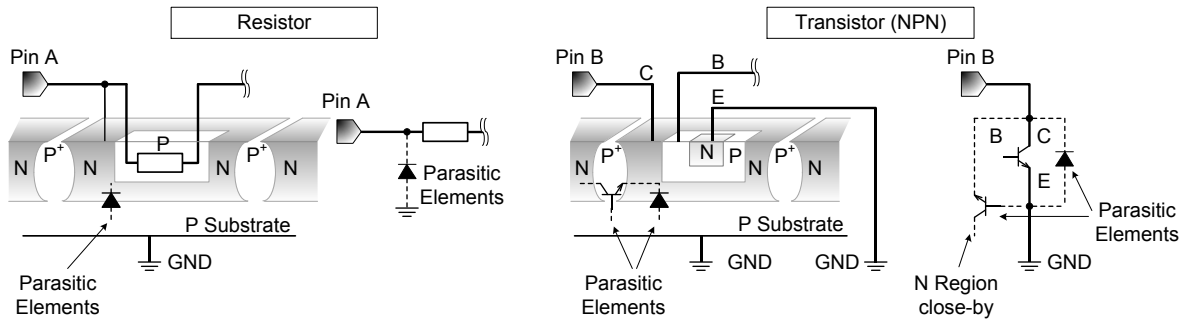 Resistor
Transistor (NPN)
Pin A
Pin B
C
B
E
Pin B
Pin A
N
P+
N
P
P+
N
N
P+
N
P
P+
N
N
B
C
E
Parasitic
Elements
P Substrate
GND
Parasitic
Elements
P Substrate
GND
GND
Parasitic
Elements
Parasitic
Elements
N Region
close-by
GND